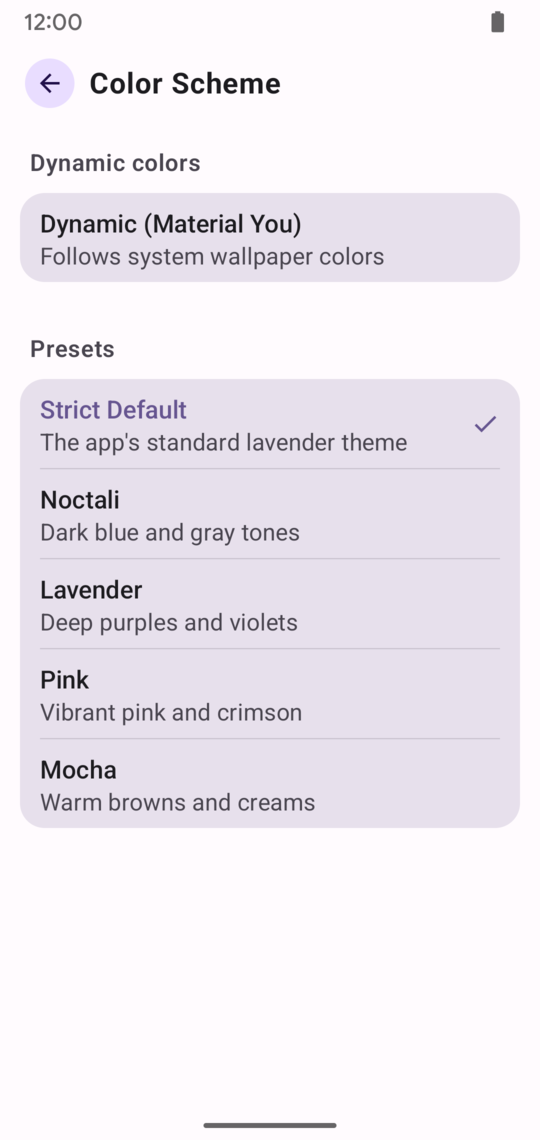 12:00
Color Scheme
Dynamic colors
Dynamic (Material You)
Follows system wallpaper colors
Presets
Strict Default
The app's standard lavender theme
Noctali
Dark blue and gray tones
Lavender
Deep purples and violets
Pink
Vibrant pink and crimson
Mocha
Warm browns and creams